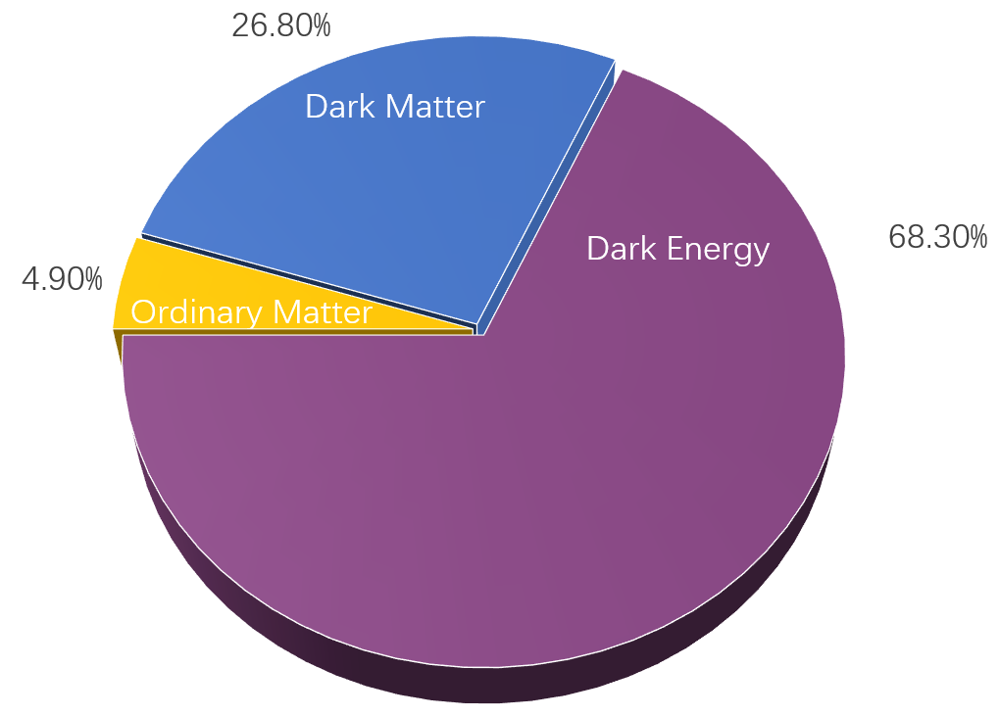 26.80%
Dark Matter
68.30%
Dark Energy
4.90%
Ordinary Matter